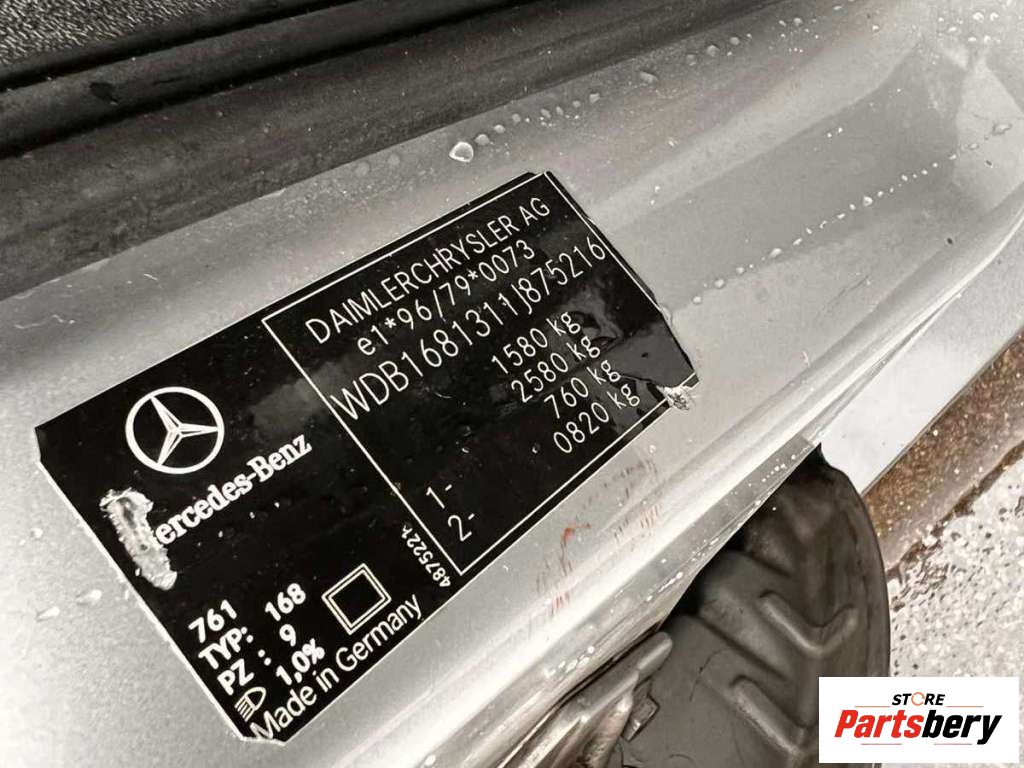 DAIMLERCHRYSLER AG
e1*96/79*0073
WDB1681311J875216
1580 kg
2580 kg
1- 760 kg
2- 0820 kg
Mercedes-Benz
761
TYP: 168
PZ : 9
1,0%
Made in Germany
STORE
Partsbery